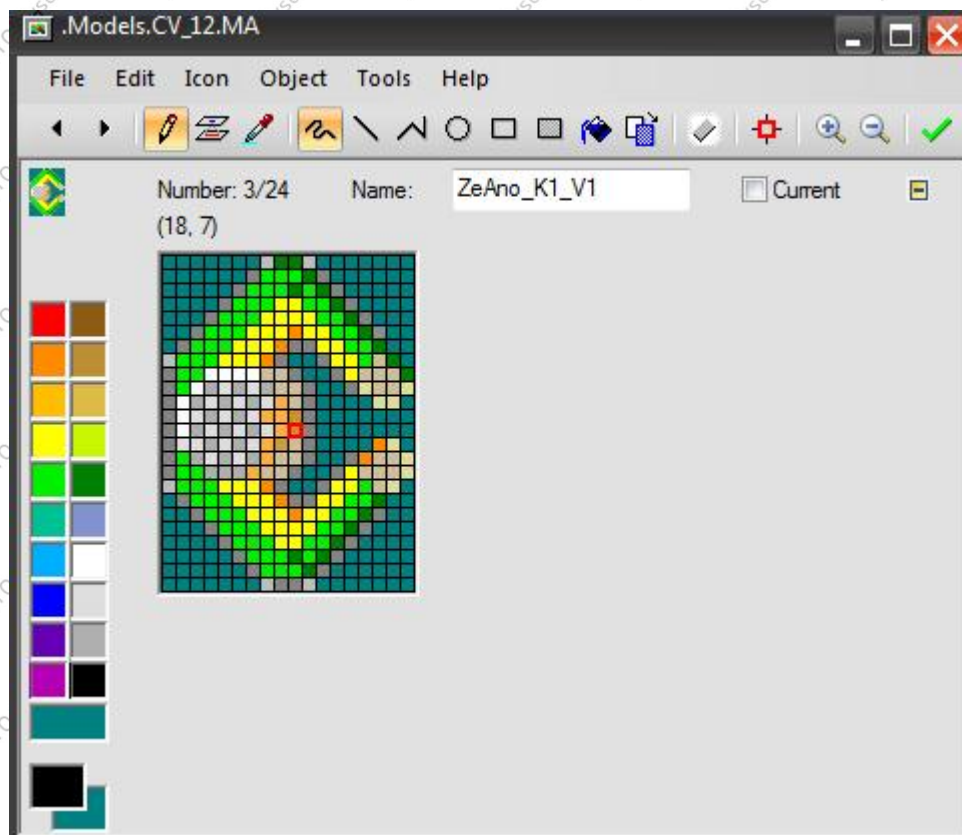 .Models.CV_12.MA
File Edit Icon Object Tools Help
Number: 3/24 Name: ZeAno_K1_V1 Current
(18, 7)